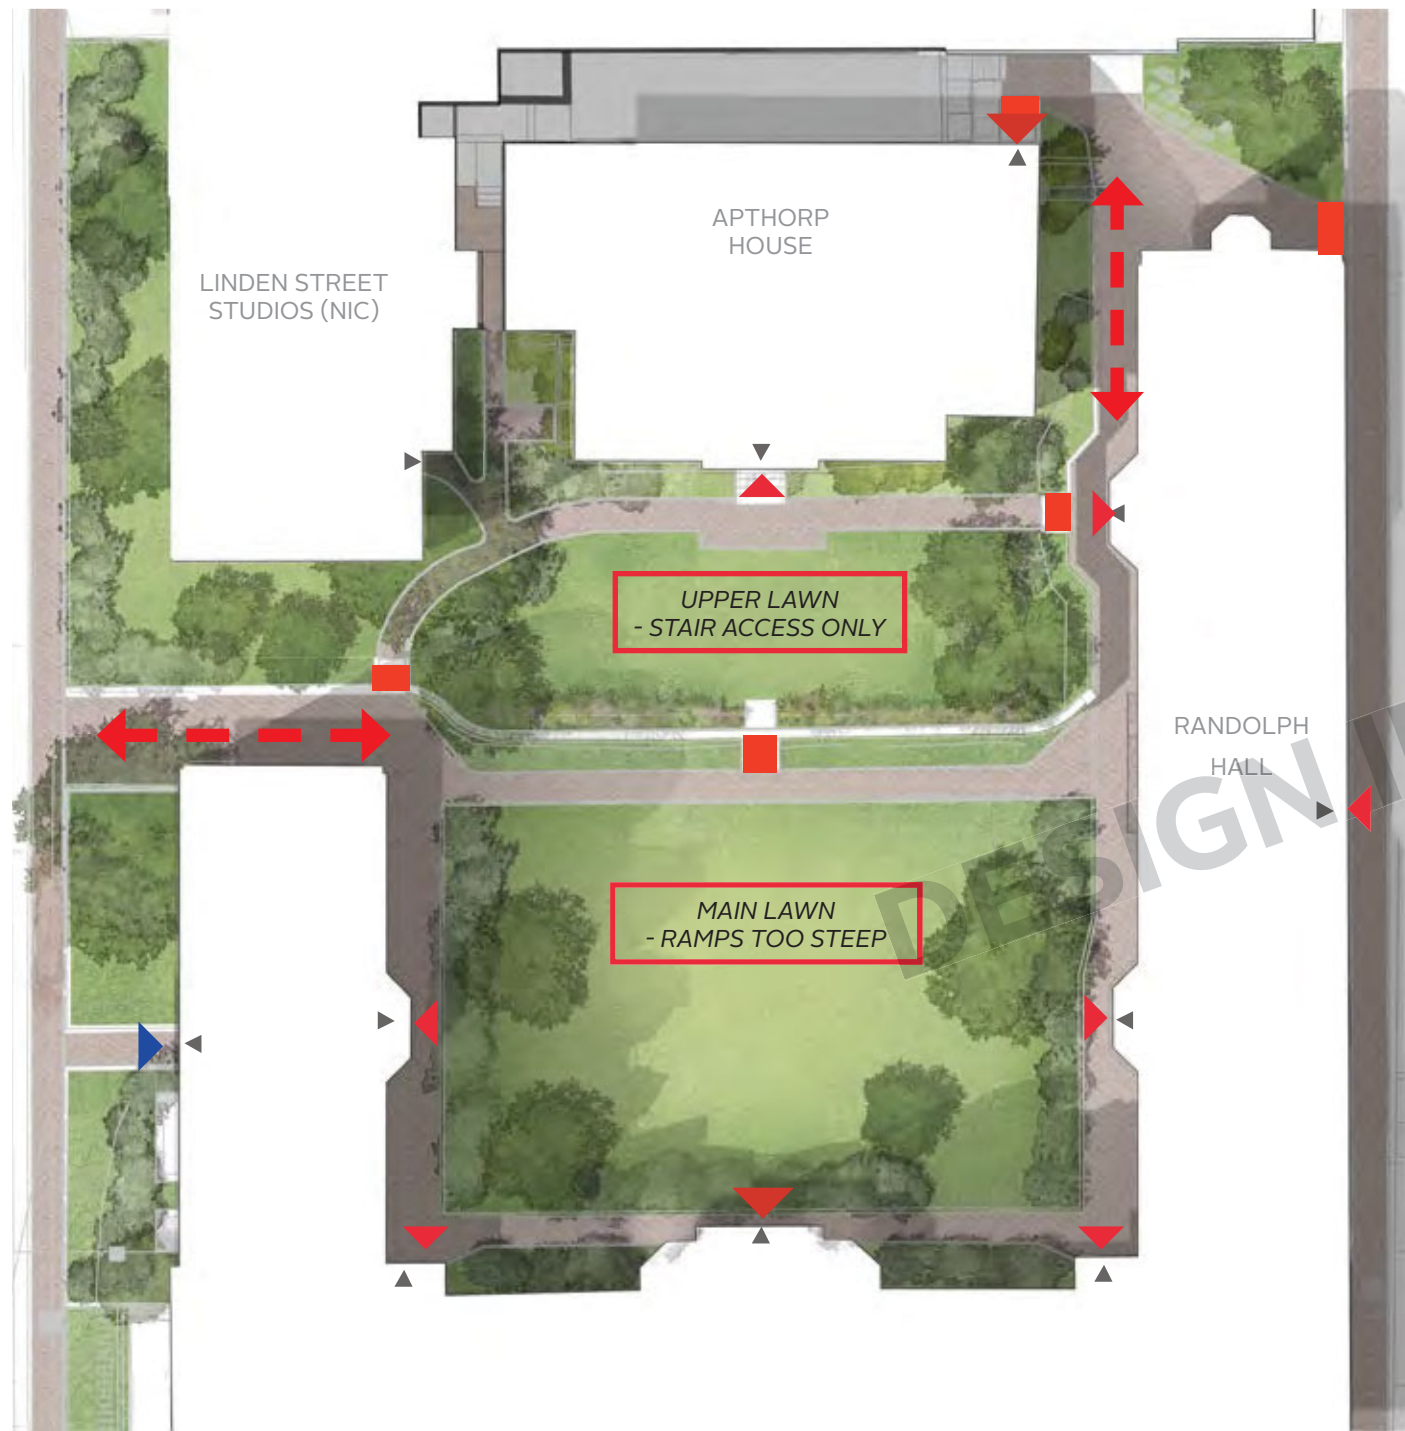 APTHORP
HOUSE
LINDEN STREET
STUDIOS (NIC)
UPPER LAWN
- STAIR ACCESS ONLY
RANDOLPH
HALL
DESIGN
MAIN LAWN
- RAMPS TOO STEEP